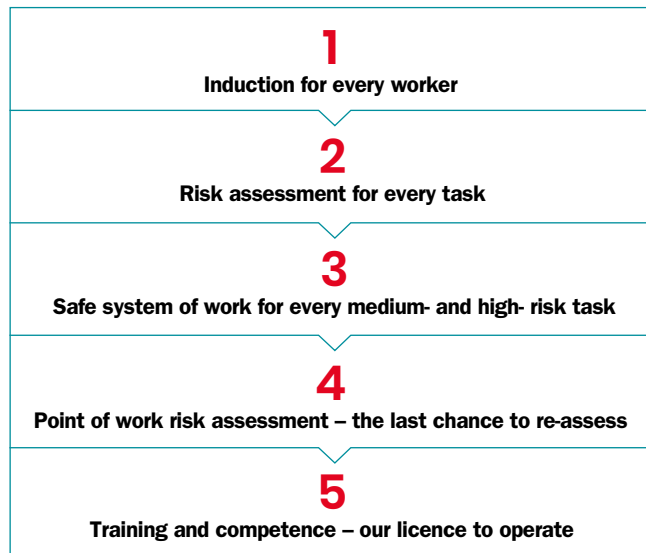 1
Induction for every worker
2
Risk assessment for every task
3
Safe system of work for every medium- and high- risk task
4
Point of work risk assessment – the last chance to re-assess
5
Training and competence – our licence to operate